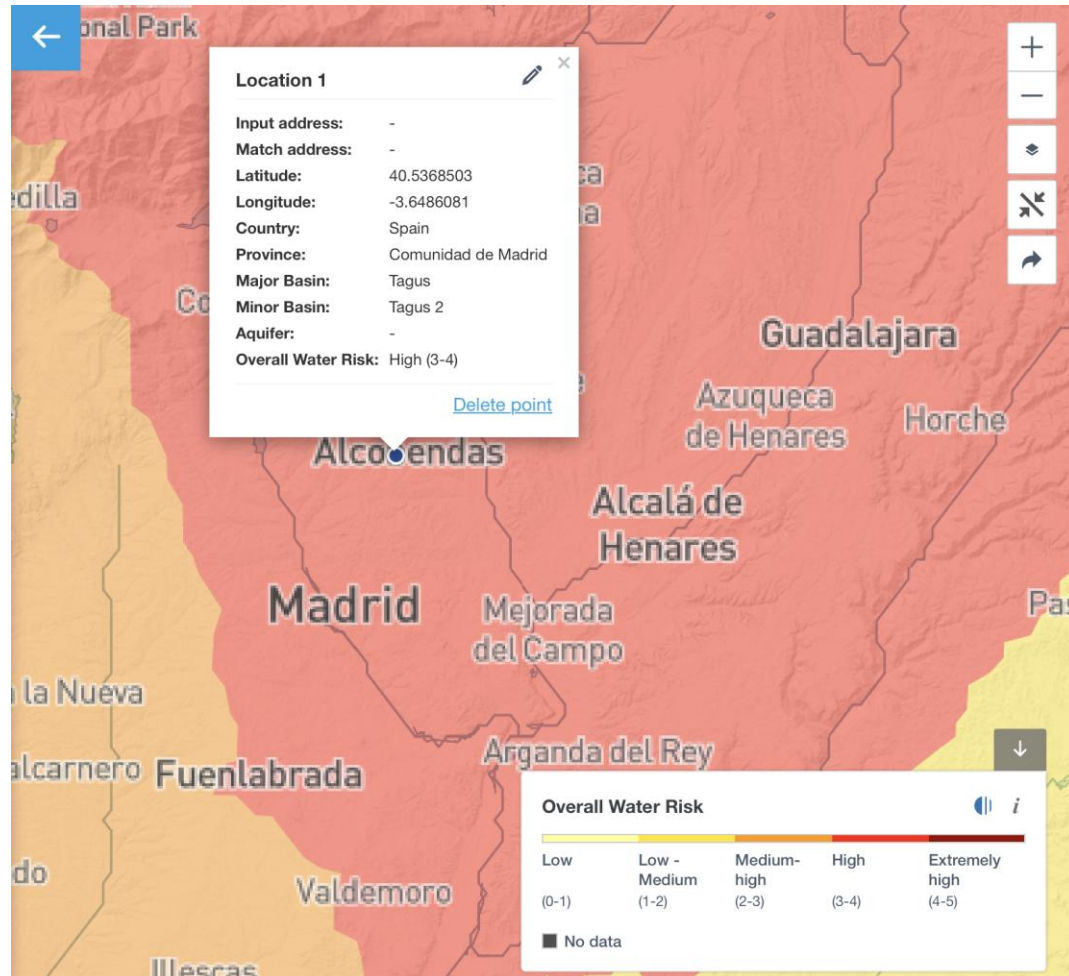 onal Park
Location 1
Input address: -
Match address: -
Latitude: 40.5368503
Longitude: -3.6486081
Country: Spain
Province: Comunidad de Madrid
Major Basin: Tagus
Minor Basin: Tagus 2
Aquifer: -
Overall Water Risk: High (3-4)
Delete point
edilla
Co
ca
na
Guadalajara
Azuqueca
de Henares
Horche
Alcobendas
Alcalá de
Henares
Madrid
Mejorada
del Campo
Pas
la Nueva
alcarnero
Fuenlabrada
Arganda del Rey
do
Valdemoro
Illescas
Overall Water Risk
i
Low
Low -
Medium
Medium-
high
High
Extremely
high
(0-1)
(1-2)
(2-3)
(3-4)
(4-5)
No data